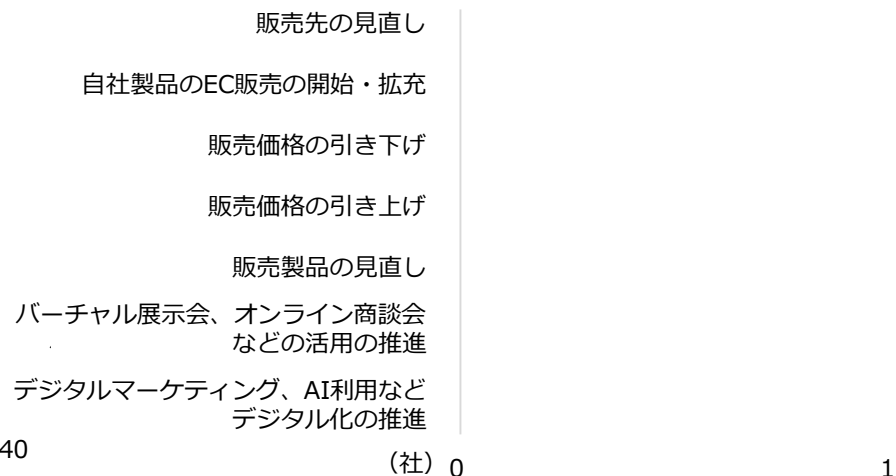 販売先の見直し
自社製品のEC販売の開始・拡充
販売価格の引き下げ
販売価格の引き上げ
販売製品の見直し
バーチャル展示会、オンライン商談会
などの活用の推進
デジタルマーケティング、AI利用など
デジタル化の推進
40
（社）0
1